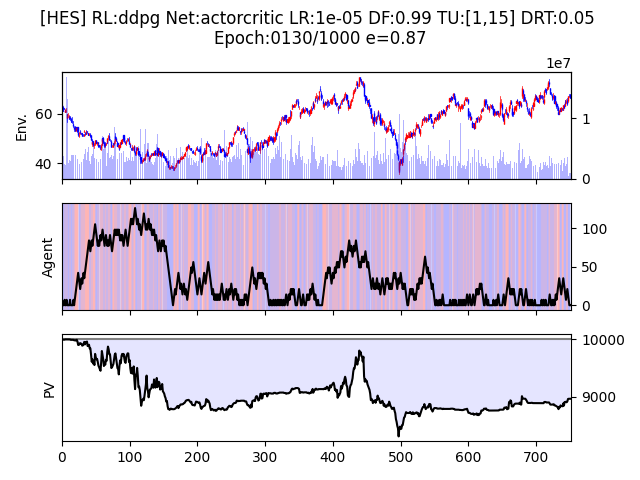 [HES] RL:ddpg Net:actorcritic LR:1e-05 DF:0.99 TU:[1,15] DRT:0.05
Epoch:0130/1000 e=0.87
1e7
Env.
60
40
1
0
Agent
100
50
0
PV
10000
9000
0 100 200 300 400 500 600 700